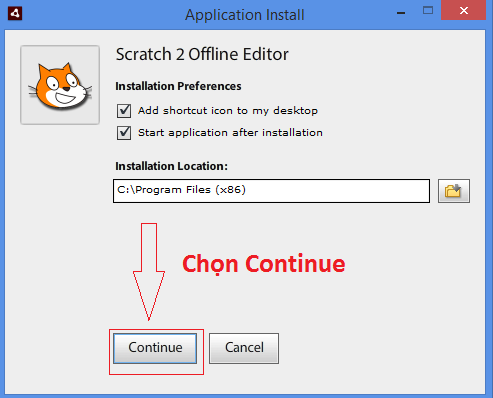 Application Install
Scratch 2 Offline Editor
Installation Preferences
Add shortcut icon to my desktop
Start application after installation
Installation Location:
C:\Program Files (x86)
Chọn Continue
Continue
Cancel